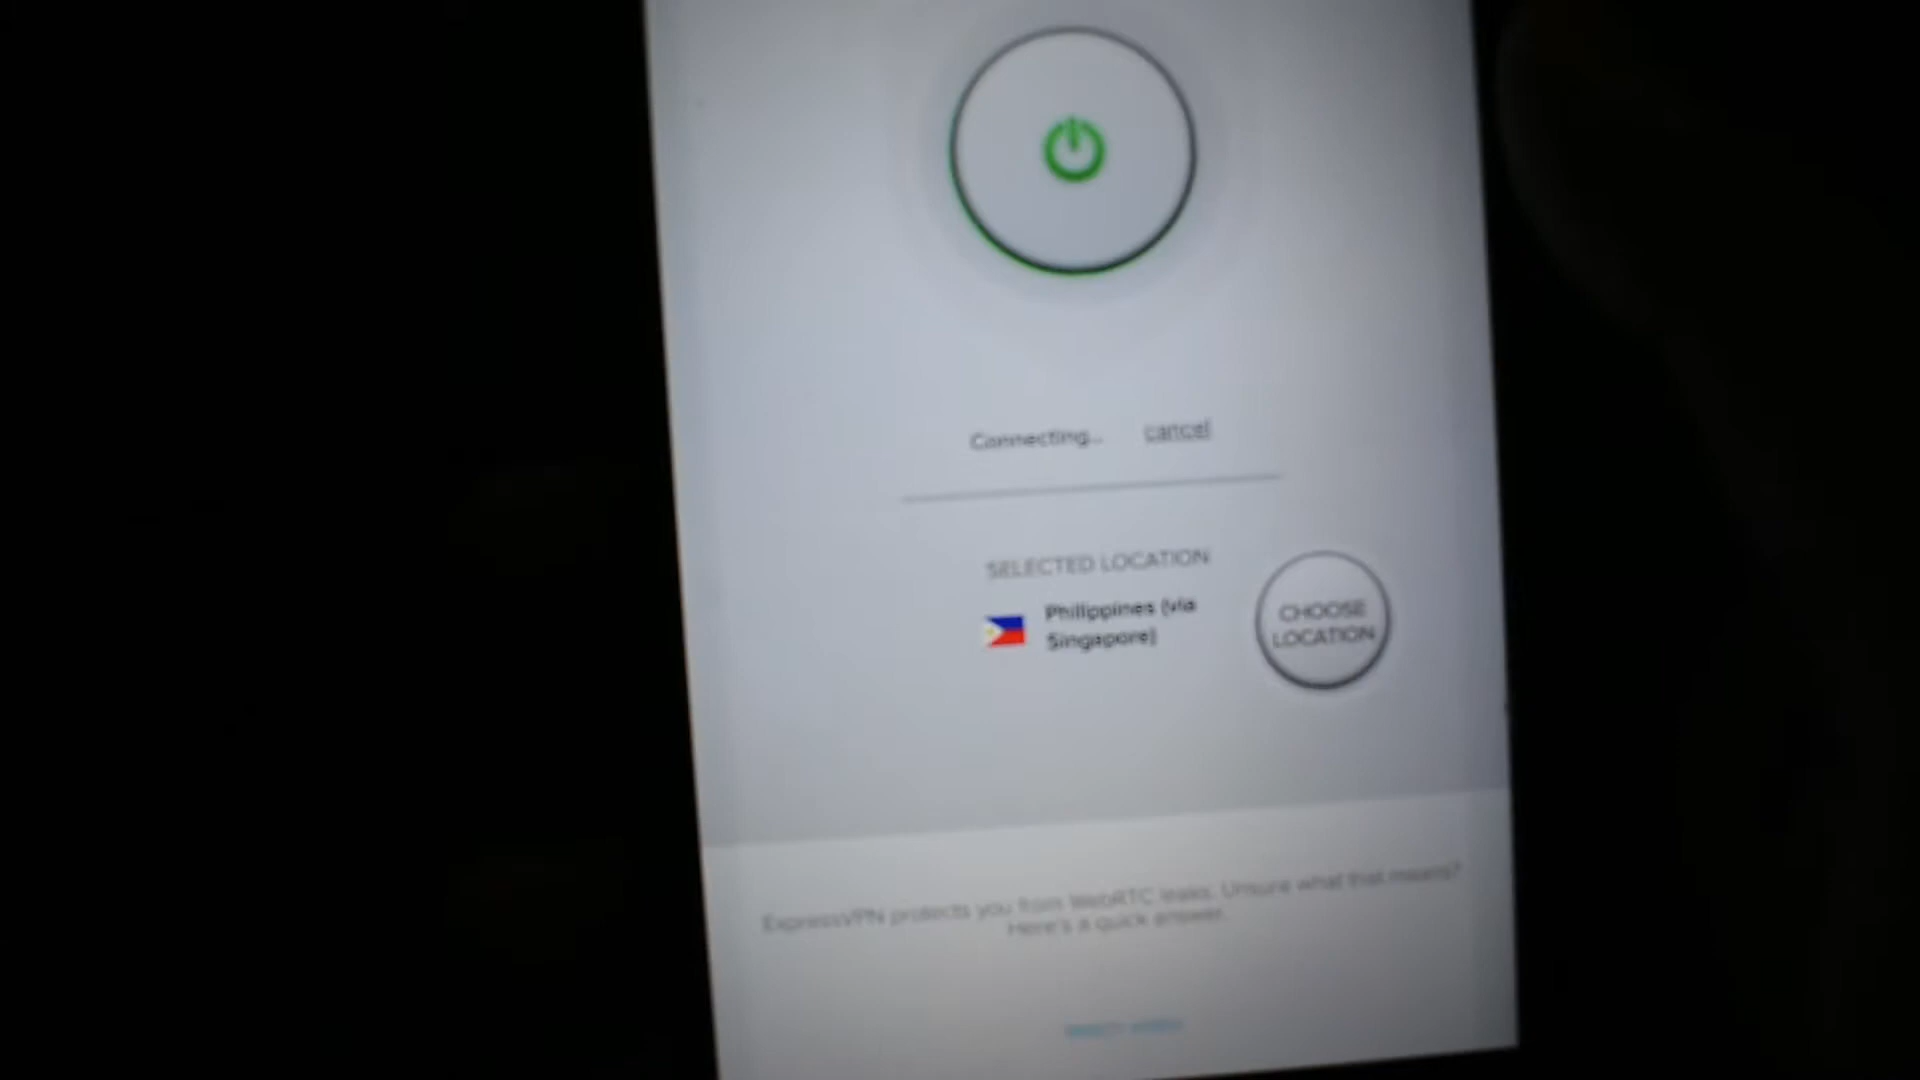 Connecting... cancel
SELECTED LOCATION
Philippines (via
Singapore)
CHOOSE
LOCATION
ExpressVPN protects you from WebRTC leaks. Unsure what that means?
Here's a quick answer.